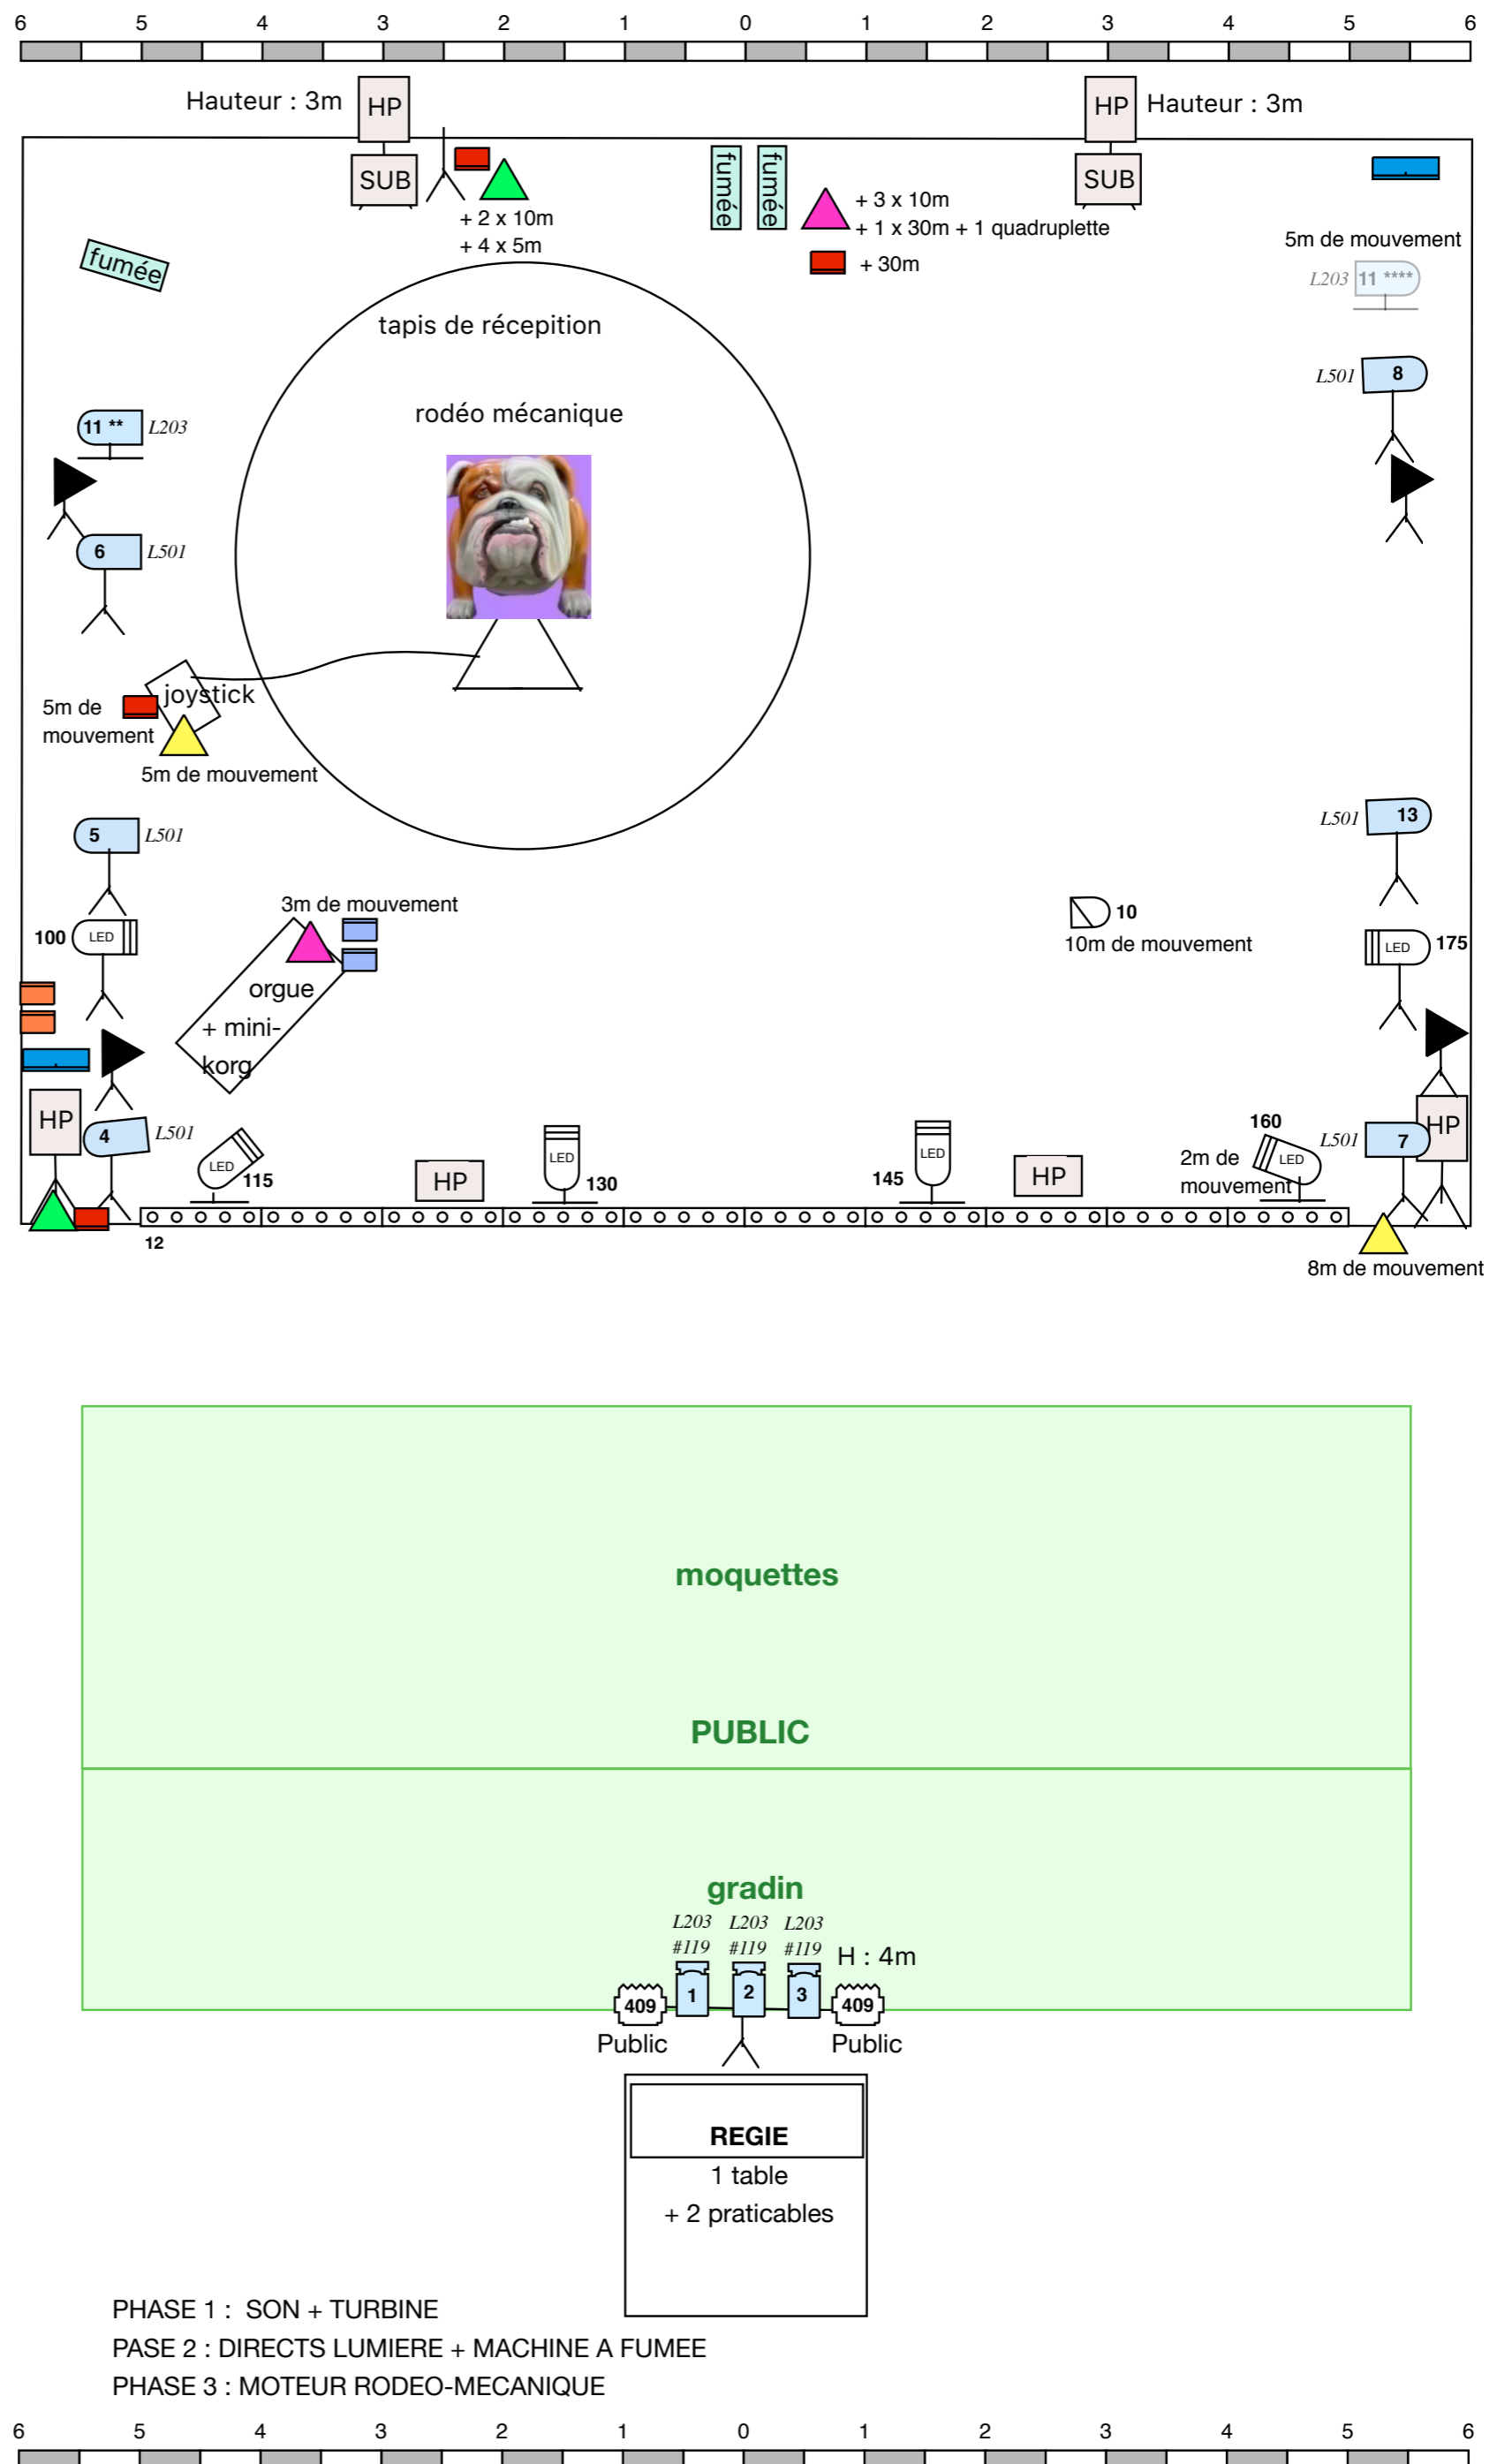 6 5 4 3 2 1 0 1 2 3 4 5 6
Hauteur : 3m
HP
HP
Hauteur : 3m
SUB
SUB
+ 2 x 10m
+ 4 x 5m
fumée
fumée
+ 3 x 10m
+ 1 x 30m + 1 quadruplette
+ 30m
5m de mouvement
L203 11 ****
fumée
tapis de récepition
rodéo mécanique
L501 8
11 ** L203
6 L501
joystick
5m de
mouvement
5m de mouvement
5 L501
L501 13
3m de mouvement
100 LED
10
10m de mouvement
LED 175
orgue
+ mini-
korg
HP
4 L501
LED 115
HP
LED 130
145 LED
HP
160
LED
2m de
mouvement
L501 7
HP
12
8m de mouvement
moquettes
PUBLIC
gradin
L203 L203 L203
#119 #119 #119
H : 4m
409 1 2 3 409
Public Public
REGIE
1 table
+ 2 praticables
PHASE 1 : SON + TURBINE
PASE 2 : DIRECTS LUMIERE + MACHINE A FUMEE
PHASE 3 : MOTEUR RODEO-MECANIQUE
6 5 4 3 2 1 0 1 2 3 4 5 6